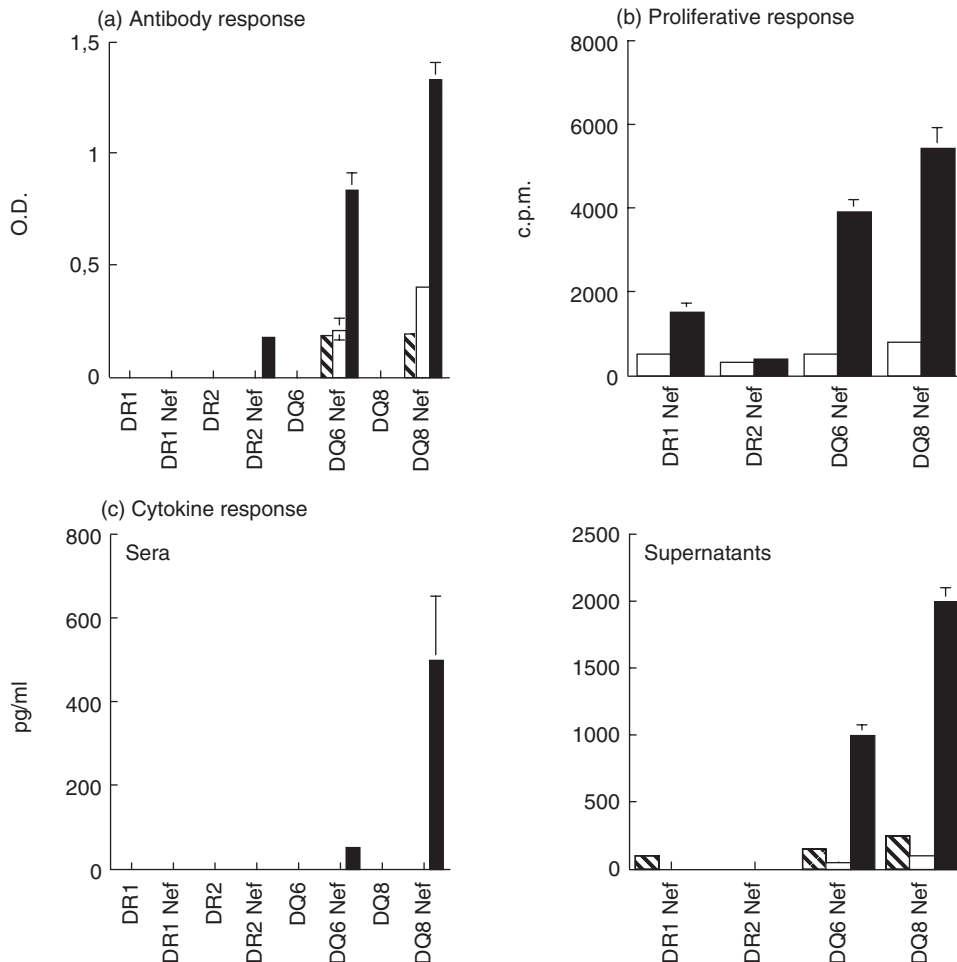 (a) Antibody response
1,5
1
0,5
0
O.D.
DR1
DR1 Nef
DR2
DR2 Nef
DQ6
DQ6 Nef
DQ8
DQ8 Nef
(b) Proliferative response
8000
6000
4000
2000
0
c.p.m.
DR1 Nef
DR2 Nef
DQ6 Nef
DQ8 Nef
(c) Cytokine response
Sera
800
600
400
200
0
pg/ml
DR1
DR1 Nef
DR2
DR2 Nef
DQ6
DQ6 Nef
DQ8
DQ8 Nef
Supernatants
2500
2000
1500
1000
500
0
DR1 Nef
DR2 Nef
DQ6 Nef
DQ8 Nef